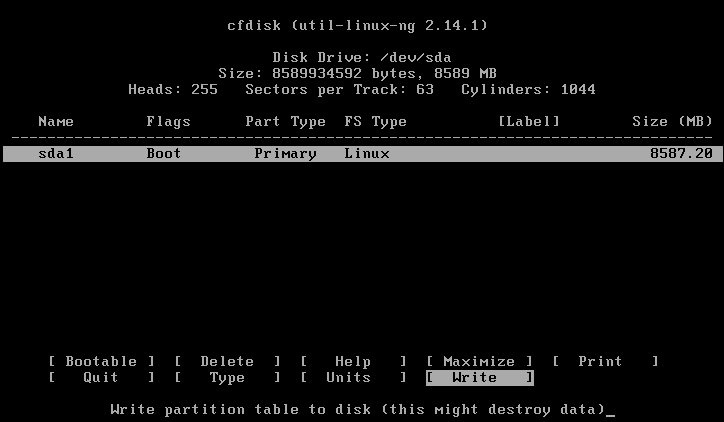 cfdisk (util-linux-ng 2.14.1)
Disk Drive: /dev/sda
Size: 8589934592 bytes, 8589 MB
Heads: 255   Sectors per Track: 63   Cylinders: 1044
Name        Flags      Part Type  FS Type          [Label]        Size (MB)
------------------------------------------------------------------------------
sda1        Boot        Primary   Linux                             8587.20
[ Bootable ]  [  Delete  ]  [   Help   ]  [ Maximize ]  [  Print   ]
[   Quit   ]  [   Type   ]  [  Units   ]  [  Write   ]
Write partition table to disk (this might destroy data)_